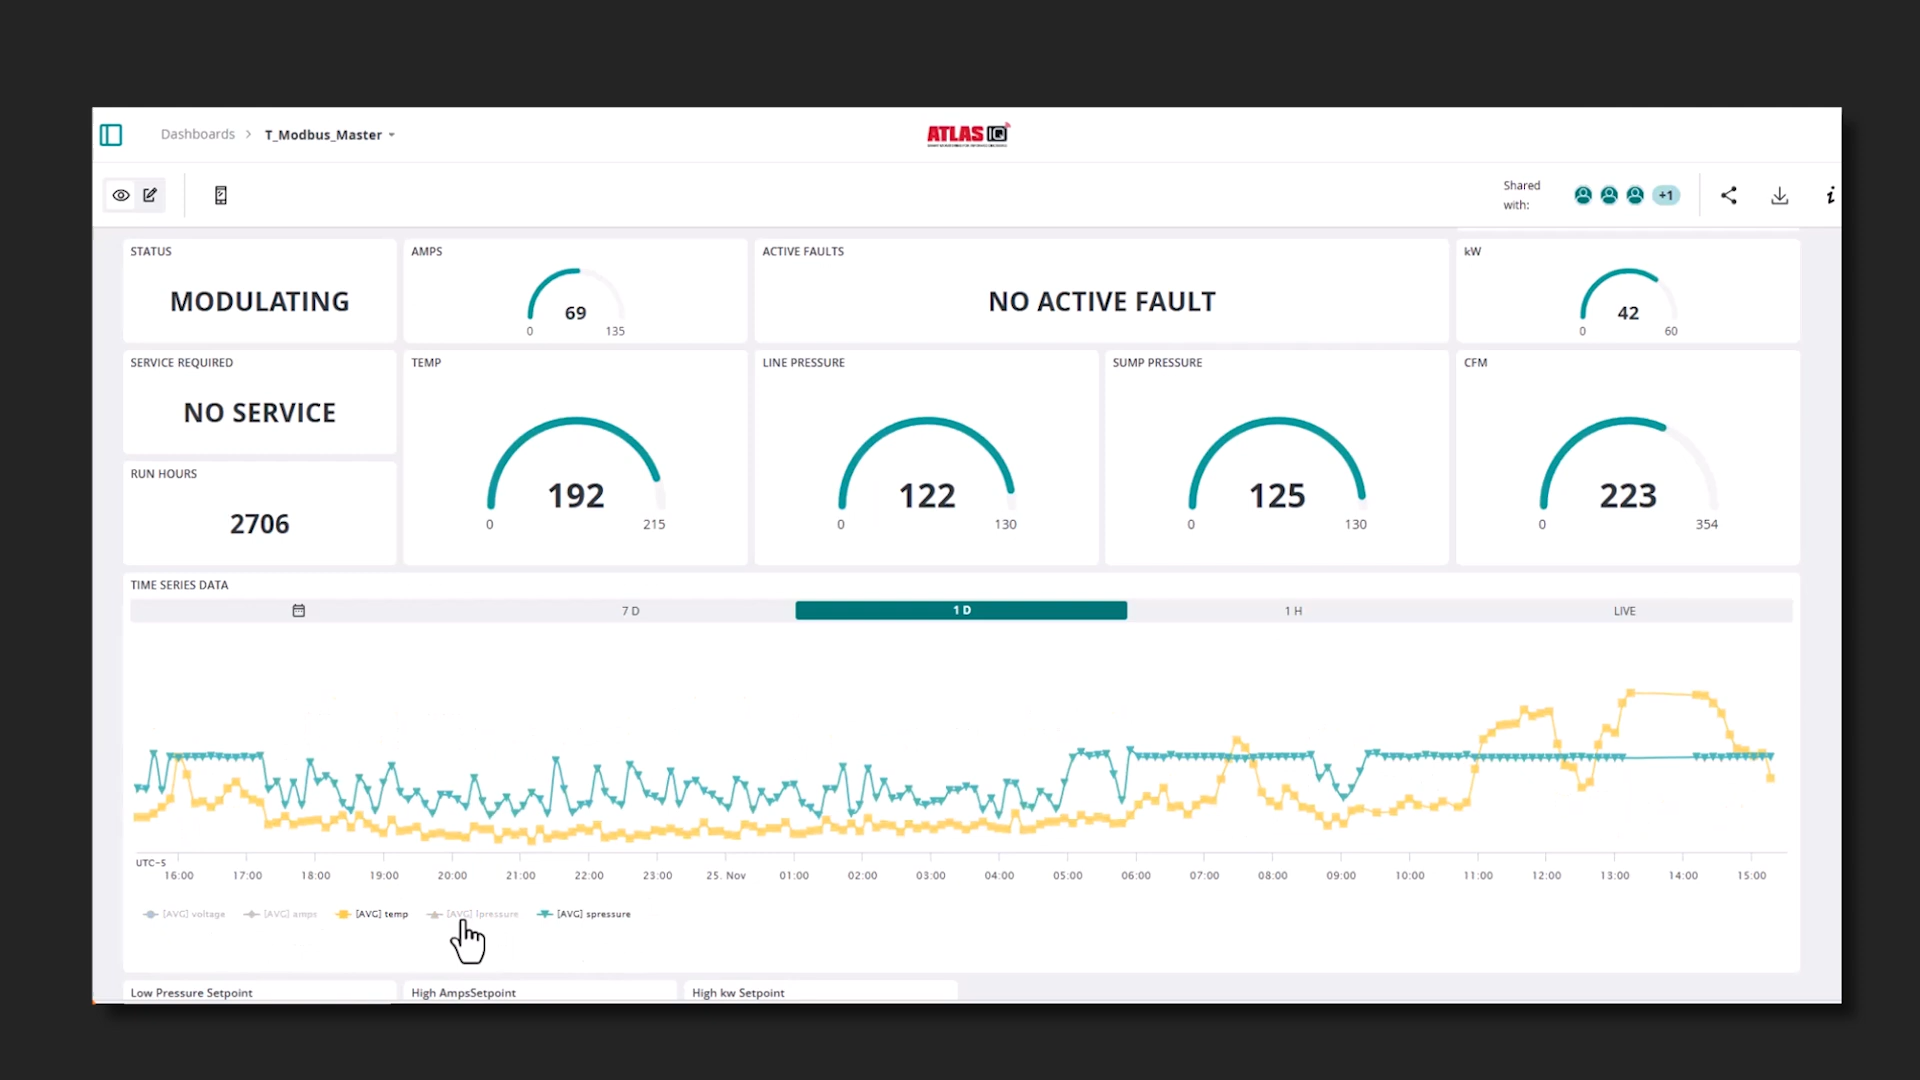 Dashboards > T_Modbus_Master
ATLAS IQ
Shared with:
+1
STATUS
MODULATING
AMPS
69
0 135
ACTIVE FAULTS
NO ACTIVE FAULT
kW
42
0 60
SERVICE REQUIRED
NO SERVICE
RUN HOURS
2706
TEMP
192
0 215
LINE PRESSURE
122
0 130
SUMP PRESSURE
125
0 130
CFM
223
0 354
TIME SERIES DATA
7 D 1 D 1 H LIVE
UTC-5
16:00 17:00 18:00 19:00 20:00 21:00 22:00 23:00 25. Nov 01:00 02:00 03:00 04:00 05:00 06:00 07:00 08:00 09:00 10:00 11:00 12:00 13:00 14:00 15:00
[AVG] voltage [AVG] amps [AVG] temp [AVG] lpressure [AVG] spressure
Low Pressure Setpoint High AmpsSetpoint High kw Setpoint